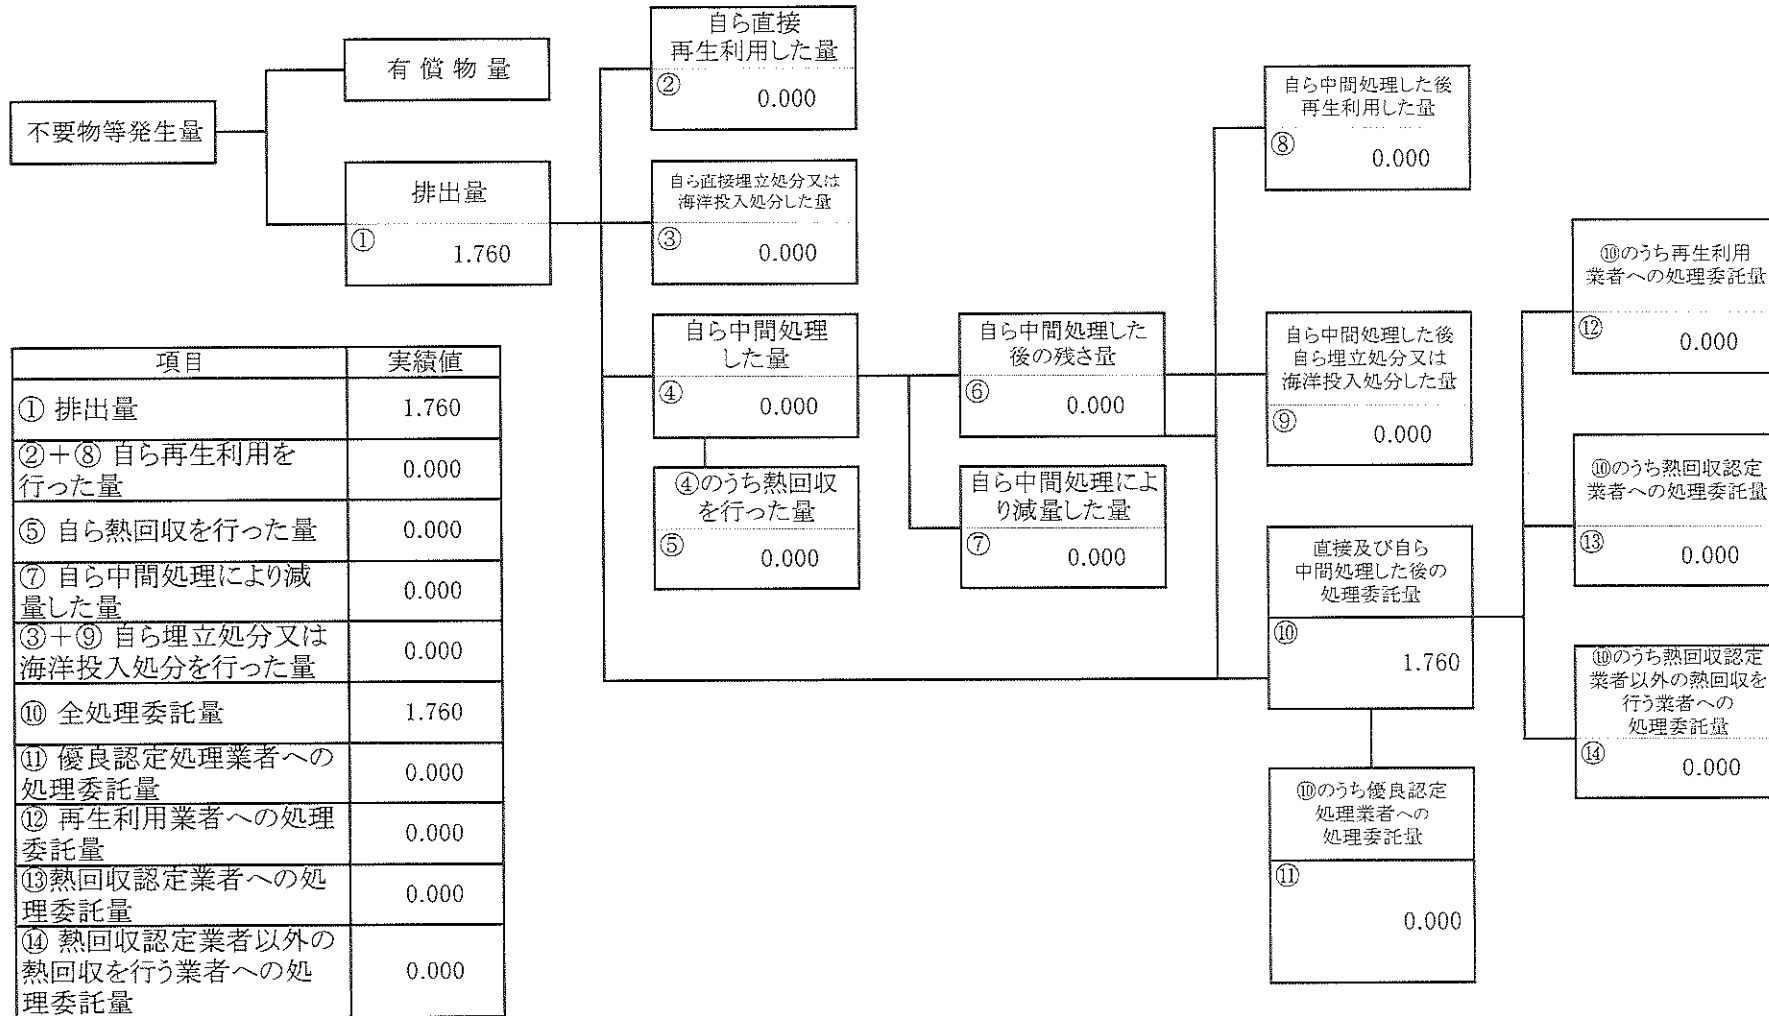 不要物等発生量
有償物量
排出量
①
1.760
自ら直接
再生利用した量
②
0.000
自ら直接埋立処分又は
海洋投入処分した量
③
0.000
自ら中間処理
した量
④
0.000
④のうち熱回収
を行った量
⑤
0.000
自ら中間処理した
後の残さ量
⑥
0.000
自ら中間処理によ
り減量した量
⑦
0.000
自ら中間処理した後
再生利用した量
⑧
0.000
自ら中間処理した後
自ら埋立処分又は
海洋投入処分した量
⑨
0.000
直接及び自ら
中間処理した後の
処理委託量
⑩
1.760
⑩のうち優良認定
処理業者への
処理委託量
⑪
0.000
⑩のうち再生利用
業者への処理委託量
⑫
0.000
⑩のうち熱回収認定
業者への処理委託量
⑬
0.000
⑩のうち熱回収認定
業者以外の熱回収を
行う業者への
処理委託量
⑭
0.000
項目 実績値
① 排出量 1.760
②+⑧ 自ら再生利用を
行った量 0.000
⑤ 自ら熱回収を行った量 0.000
⑦ 自ら中間処理により減
量した量 0.000
③+⑨ 自ら埋立処分又は
海洋投入処分を行った量 0.000
⑩ 全処理委託量 1.760
⑪ 優良認定処理業者への
処理委託量 0.000
⑫ 再生利用業者への処理
委託量 0.000
⑬熱回収認定業者への処
理委託量 0.000
⑭ 熱回収認定業者以外の
熱回収を行う業者への処
理委託量 0.000